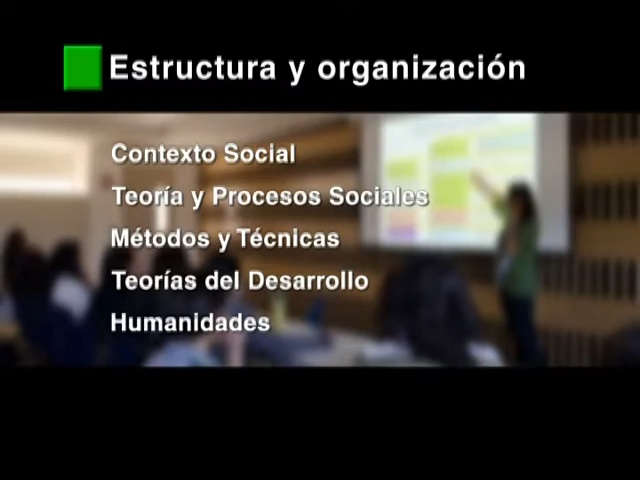 Estructura y organización
Contexto Social
Teoría y Procesos Sociales
Métodos y Técnicas
Teorías del Desarrollo
Humanidades